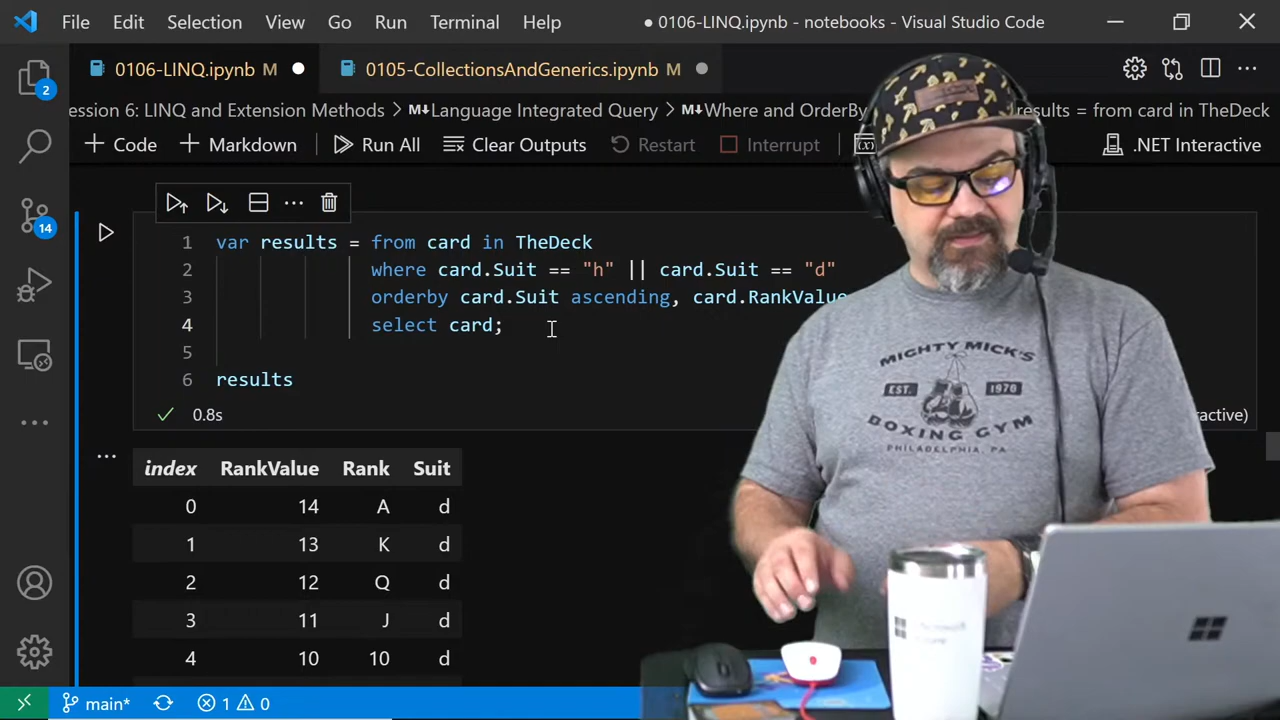 File Edit Selection View Go Run Terminal Help ● 0106-LINQ.ipynb - notebooks - Visual Studio Code
0106-LINQ.ipynb M ● 0105-CollectionsAndGenerics.ipynb M ●
ession 6: LINQ and Extension Methods > Language Integrated Query > Where and OrderBy results = from card in TheDeck
+ Code + Markdown Run All Clear Outputs Restart Interrupt .NET Interactive
2
14
1 var results = from card in TheDeck
2 where card.Suit == "h" || card.Suit == "d"
3 orderby card.Suit ascending, card.RankValue
4 select card;
5
6 results
0.8s
ractive)
index RankValue Rank Suit
0 14 A d
1 13 K d
2 12 Q d
3 11 J d
4 10 10 d
MIGHTY MICK'S
EST. 1976
BOXING GYM
PHILADELPHIA, PA
main* 1 0